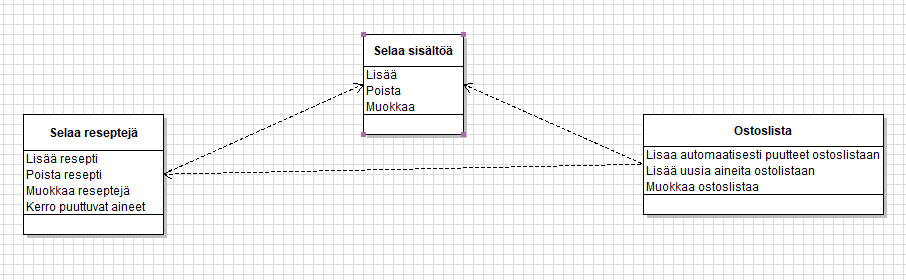 Selaa sisältöä
Lisää
Poista
Muokkaa
Selaa reseptejä
Lisää resepti
Poista resepti
Muokkaa reseptejä
Kerro puuttuvat aineet
Ostoslista
Lisaa automaatisesti puutteet ostoslistaan
Lisää uusia aineita ostolistaan
Muokkaa ostoslistaa